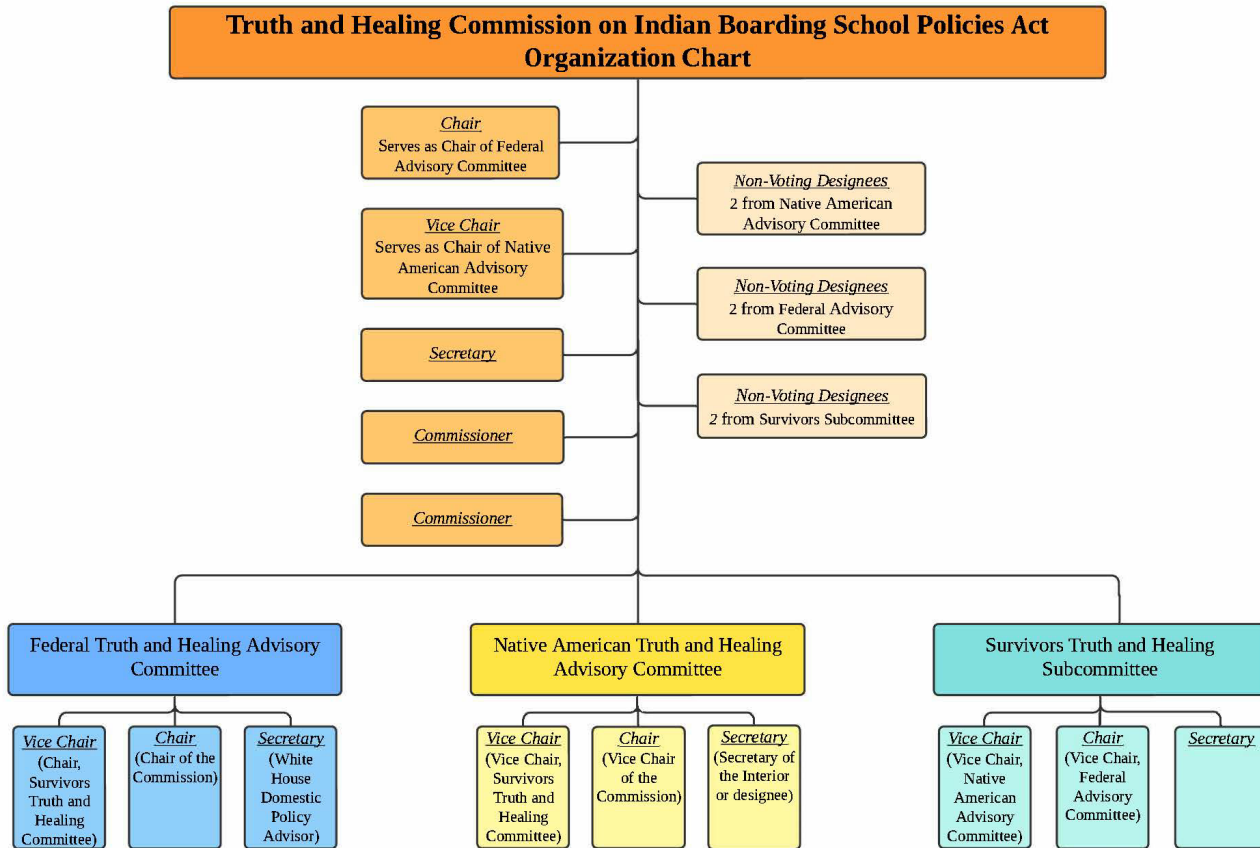 Truth and Healing Commission on Indian Boarding School Policies Act
Organization Chart
Chair
Serves as Chair of Federal
Advisory Committee
Non-Voting Designees
2 from Native American
Advisory Committee
Vice Chair
Serves as Chair of Native
American Advisory
Committee
Non-Voting Designees
2 from Federal Advisory
Committee
Secretary
Non-Voting Designees
2 from Survivors Subcommittee
Commissioner
Commissioner
Federal Truth and Healing Advisory
Committee
Native American Truth and Healing
Advisory Committee
Survivors Truth and Healing
Subcommittee
Vice Chair
(Chair,
Survivors
Truth and
Healing
Committee)
Chair
(Chair of the
Commission)
Secretary
(White
House
Domestic
Policy
Advisor)
Vice Chair
(Vice Chair,
Survivors
Truth and
Healing
Committee)
Chair
(Vice Chair
of the
Commission)
Secretary
(Secretary of
the Interior
or designee)
Vice Chair
(Vice Chair,
Native
American
Advisory
Committee)
Chair
(Vice Chair,
Federal
Advisory
Committee)
Secretary